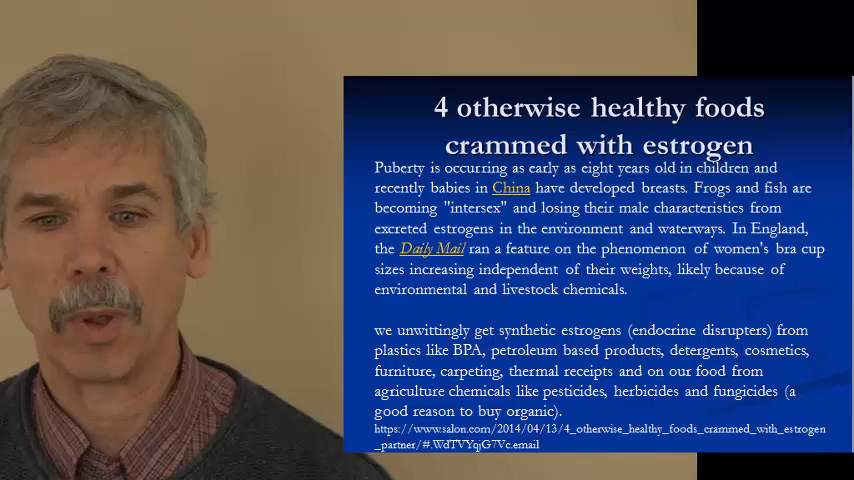 4 otherwise healthy foods
crammed with estrogen
Puberty is occurring as early as eight years old in children and
recently babies in China have developed breasts. Frogs and fish are
becoming "intersex" and losing their male characteristics from
excreted estrogens in the environment and waterways. In England,
the Daily Mail ran a feature on the phenomenon of women's bra cup
sizes increasing independent of their weights, likely because of
environmental and livestock chemicals.
we unwittingly get synthetic estrogens (endocrine disrupters) from
plastics like BPA, petroleum based products, detergents, cosmetics,
furniture, carpeting, thermal receipts and on our food from
agriculture chemicals like pesticides, herbicides and fungicides (a
good reason to buy organic).
https://www.salon.com/2014/04/13/4_otherwise_healthy_foods_crammed_with_estrogen
_partner/#.WdTVYqjG7Vc.email